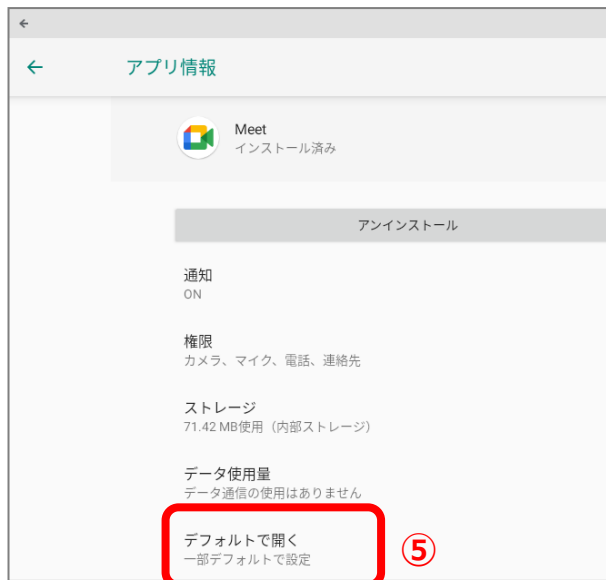 アプリ情報
Meet
インストール済み
アンインストール
通知
ON
権限
カメラ、マイク、電話、連絡先
ストレージ
71.42 MB使用（内部ストレージ）
データ使用量
データ通信の使用はありません
デフォルトで開く
一部デフォルトで設定
⑤